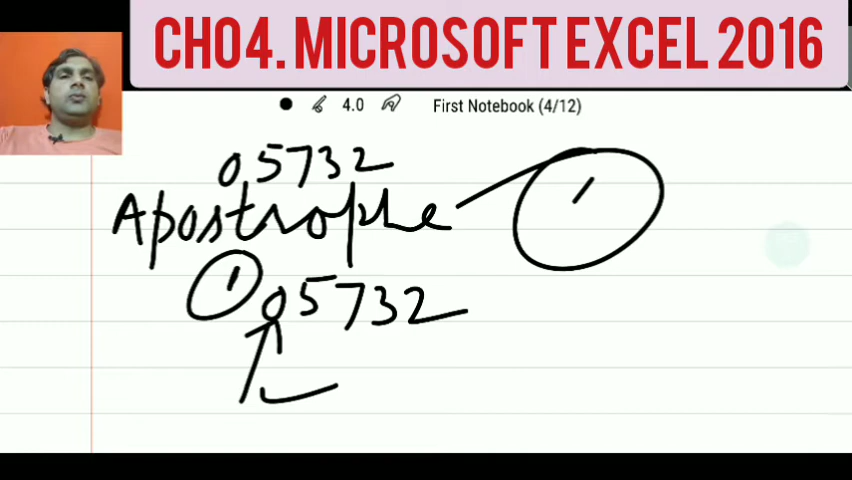 CH04. MICROSOFT EXCEL 2016
4.0 First Notebook (4/12)
05732
Apostrophe '
'05732